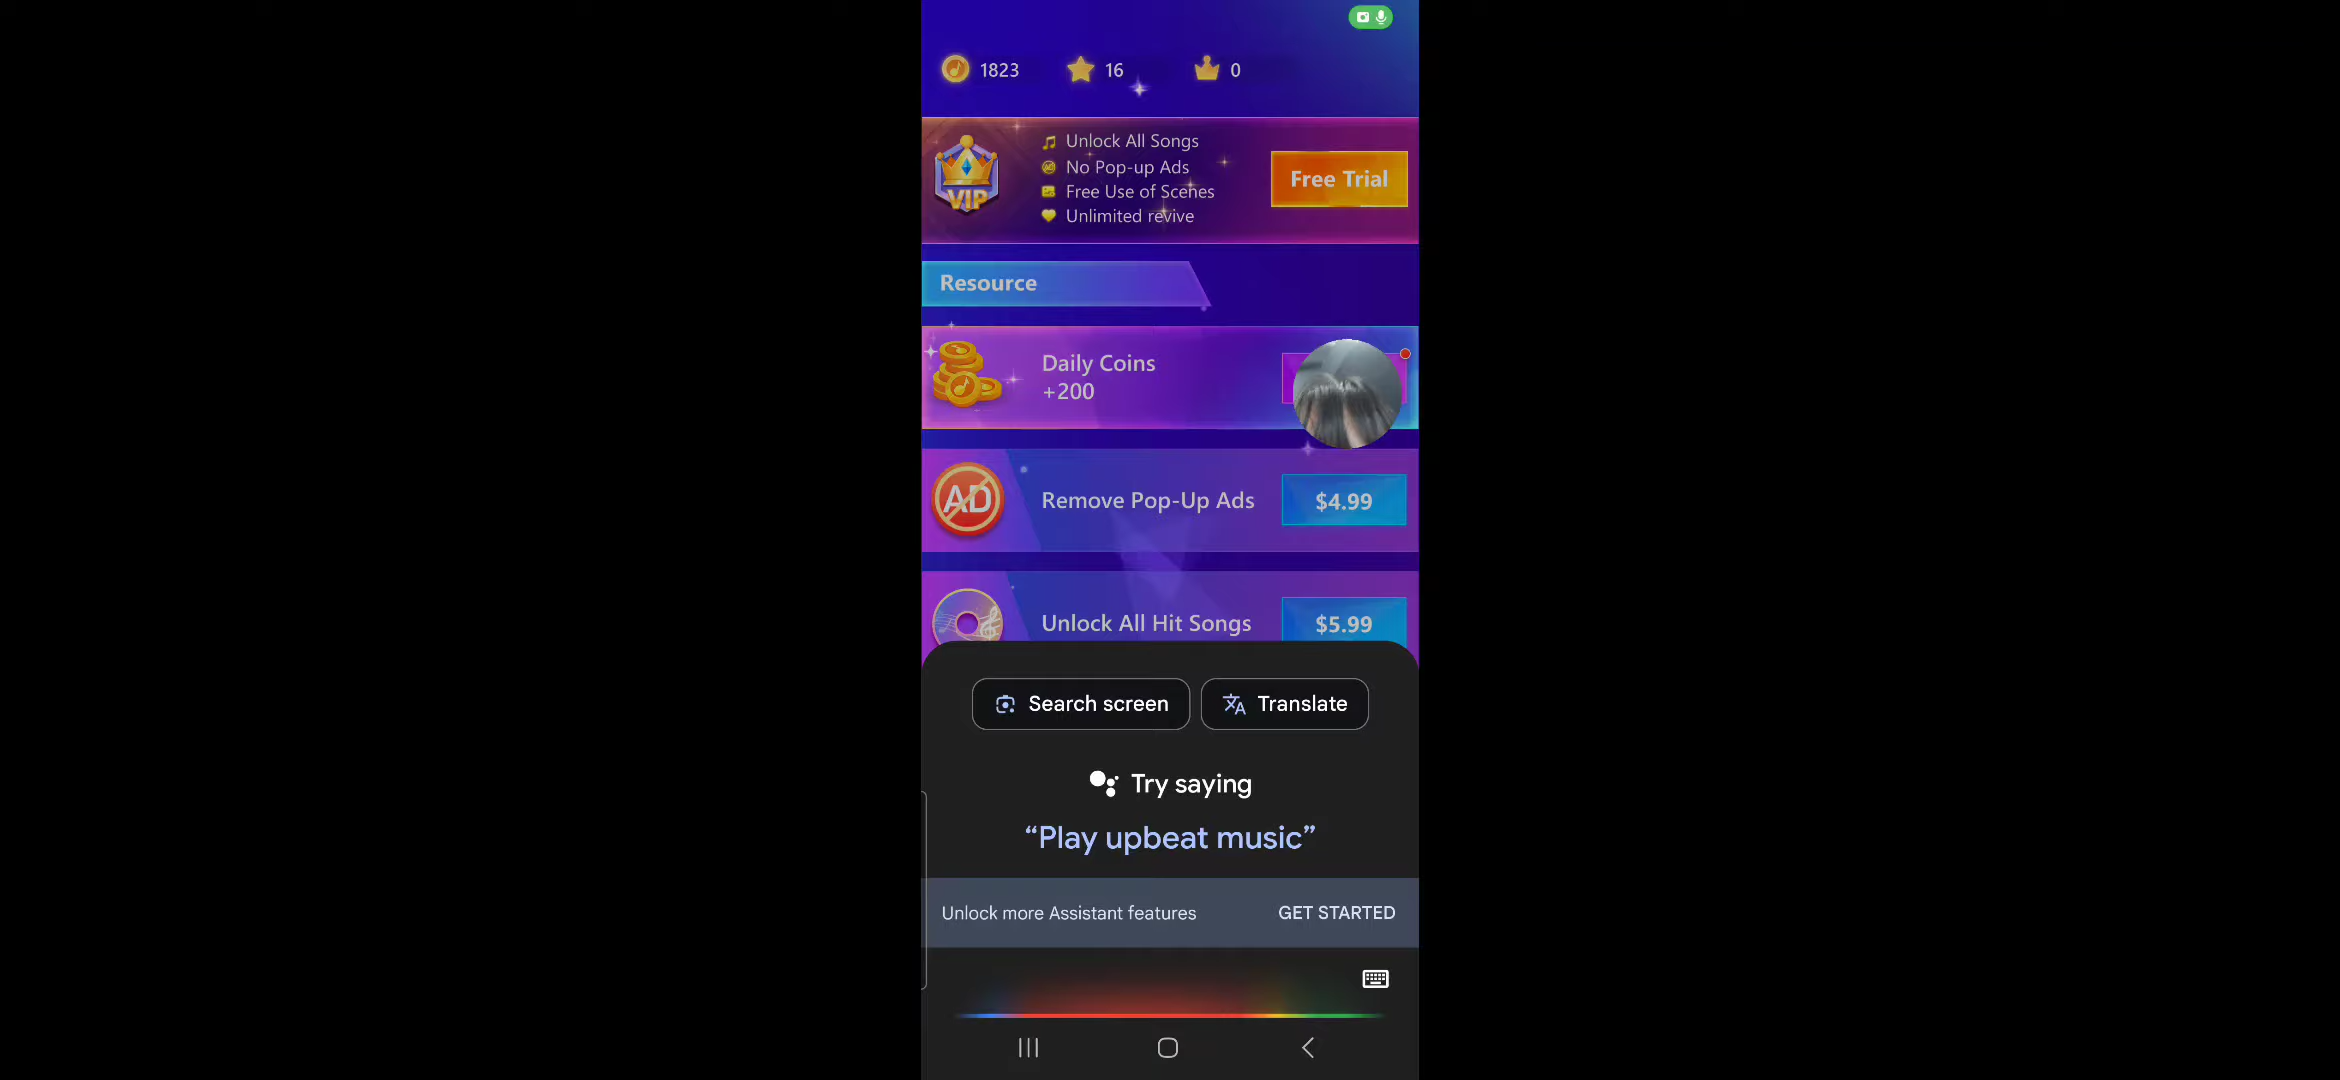 1823
16
0
VIP
Unlock All Songs
No Pop-up Ads
Free Use of Scenes
Unlimited revive
Free Trial
Resource
Daily Coins
+200
AD
Remove Pop-Up Ads
$4.99
Unlock All Hit Songs
$5.99
Search screen
Translate
Try saying
“Play upbeat music”
Unlock more Assistant features
GET STARTED